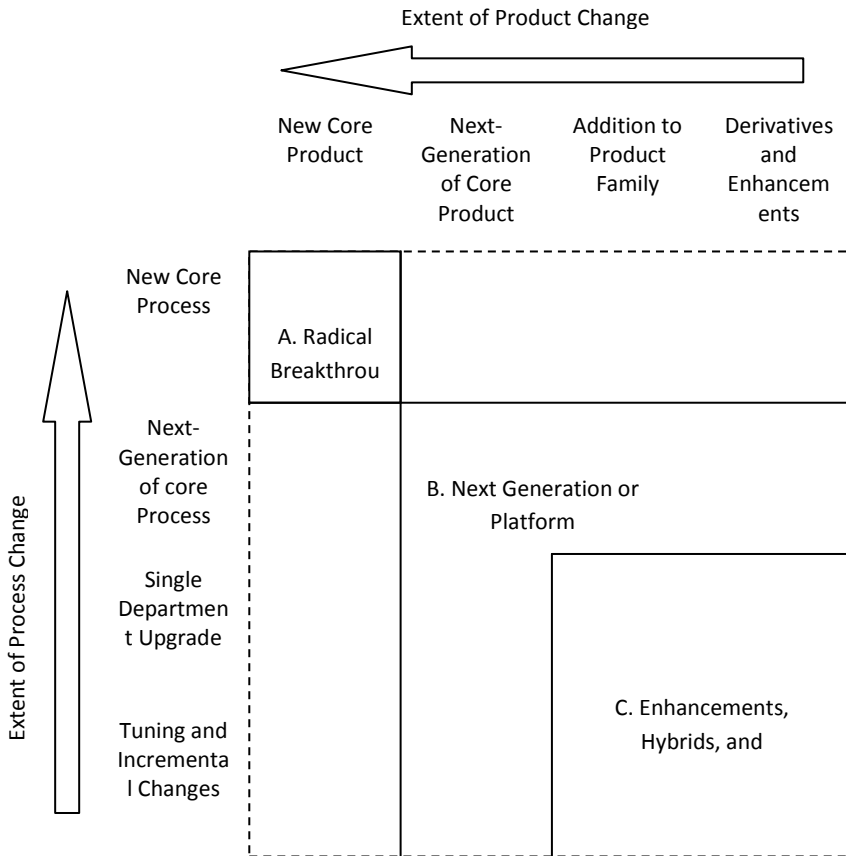 Extent of Product Change
New Core
Product
Next-
Generation
of Core
Product
Addition to
Product
Family
Derivatives
and
Enhancem
ents
New Core
Process
A. Radical
Breakthrou
Next-
Generation
of core
Process
B. Next Generation or
Platform
Extent of Process Change
Single
Departmen
t Upgrade
C. Enhancements,
Hybrids, and
Tuning and
Incrementa
l Changes